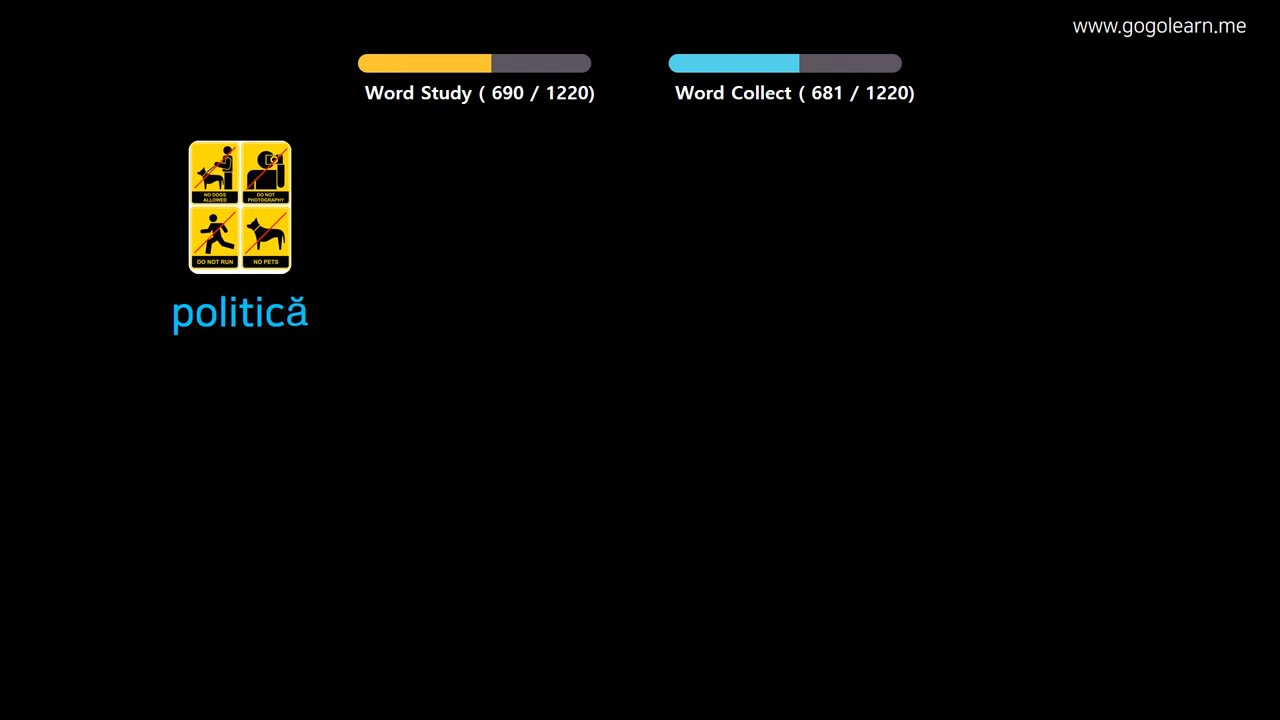 www.gogolearn.me
Word Study ( 690 / 1220)
Word Collect ( 681 / 1220)
NO DOGS
ALLOWED
DO NOT
PHOTOGRAPHY
DO NOT RUN
NO PETS
politică